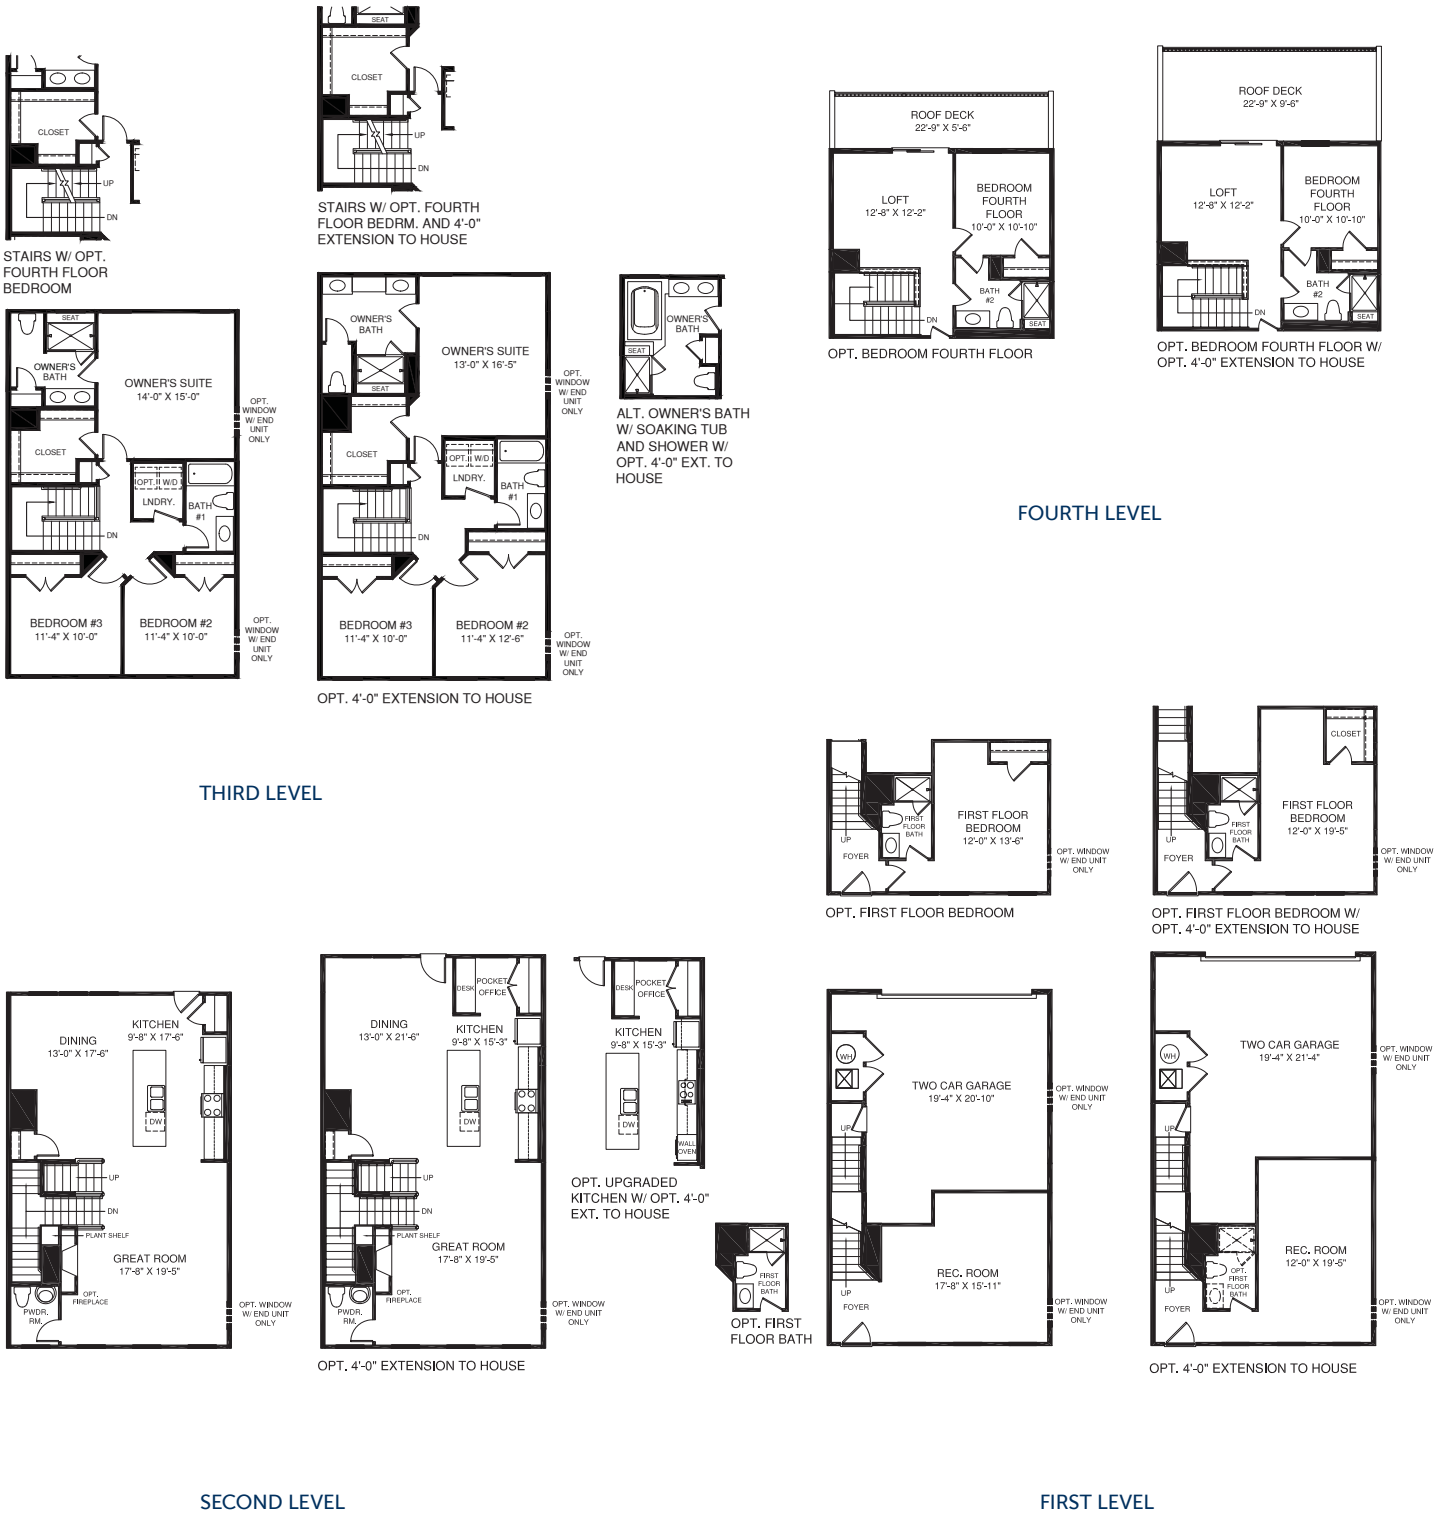 SEAT
CLOSET
UP
DN
STAIRS W/ OPT. FOURTH
FLOOR BEDRM. AND 4'-0"
EXTENSION TO HOUSE
CLOSET
UP
DN
STAIRS W/ OPT.
FOURTH FLOOR
BEDROOM
SEAT
OWNER'S
BATH
OWNER'S SUITE
14'-0" X 15'-0"
OPT.
WINDOW
W/ END
UNIT
ONLY
CLOSET
OPT. W/D
LNDRY.
BATH
#1
DN
BEDROOM #3
11'-4" X 10'-0"
BEDROOM #2
11'-4" X 10'-0"
OPT.
WINDOW
W/ END
UNIT
ONLY
OWNER'S
BATH
SEAT
OWNER'S SUITE
13'-0" X 16'-5"
OPT.
WINDOW
W/ END
UNIT
ONLY
CLOSET
OPT. W/D
LNDRY.
BATH
#1
DN
BEDROOM #3
11'-4" X 10'-0"
BEDROOM #2
11'-4" X 12'-6"
OPT.
WINDOW
W/ END
UNIT
ONLY
OPT. 4'-0" EXTENSION TO HOUSE
OWNER'S
BATH
SEAT
ALT. OWNER'S BATH
W/ SOAKING TUB
AND SHOWER W/
OPT. 4'-0" EXT. TO
HOUSE
THIRD LEVEL
ROOF DECK
22'-9" X 5'-6"
LOFT
12'-8" X 12'-2"
BEDROOM
FOURTH
FLOOR
10'-0" X 10'-10"
BATH
#2
DN
SEAT
OPT. BEDROOM FOURTH FLOOR
ROOF DECK
22'-9" X 9'-6"
LOFT
12'-8" X 12'-2"
BEDROOM
FOURTH
FLOOR
10'-0" X 10'-10"
BATH
#2
DN
SEAT
OPT. BEDROOM FOURTH FLOOR W/
OPT. 4'-0" EXTENSION TO HOUSE
FOURTH LEVEL
FIRST
FLOOR
BATH
FIRST FLOOR
BEDROOM
12'-0" X 13'-6"
UP
FOYER
OPT. WINDOW
W/ END UNIT
ONLY
OPT. FIRST FLOOR BEDROOM
CLOSET
FIRST
FLOOR
BATH
FIRST FLOOR
BEDROOM
12'-0" X 19'-5"
UP
FOYER
OPT. WINDOW
W/ END UNIT
ONLY
OPT. FIRST FLOOR BEDROOM W/
OPT. 4'-0" EXTENSION TO HOUSE
DINING
13'-0" X 17'-6"
KITCHEN
9'-8" X 17'-6"
DW
UP
DN
PLANT SHELF
GREAT ROOM
17'-8" X 19'-5"
OPT.
FIREPLACE
PWDR.
RM.
OPT. WINDOW
W/ END UNIT
ONLY
DESK
POCKET
OFFICE
DINING
13'-0" X 21'-6"
KITCHEN
9'-8" X 15'-3"
DW
UP
DN
PLANT SHELF
GREAT ROOM
17'-8" X 19'-5"
OPT.
FIREPLACE
PWDR.
RM.
OPT. WINDOW
W/ END UNIT
ONLY
OPT. 4'-0" EXTENSION TO HOUSE
DESK
POCKET
OFFICE
KITCHEN
9'-8" X 15'-3"
DW
WALL
OVEN
OPT. UPGRADED
KITCHEN W/ OPT. 4'-0"
EXT. TO HOUSE
FIRST
FLOOR
BATH
OPT. FIRST
FLOOR BATH
WH
TWO CAR GARAGE
19'-4" X 20'-10"
OPT. WINDOW
W/ END UNIT
ONLY
UP
REC. ROOM
17'-8" X 15'-11"
UP
FOYER
OPT. WINDOW
W/ END UNIT
ONLY
WH
TWO CAR GARAGE
19'-4" X 21'-4"
OPT. WINDOW
W/ END UNIT
ONLY
UP
REC. ROOM
12'-0" X 19'-5"
OPT.
FIRST
FLOOR
BATH
UP
FOYER
OPT. WINDOW
W/ END UNIT
ONLY
OPT. 4'-0" EXTENSION TO HOUSE
SECOND LEVEL
FIRST LEVEL